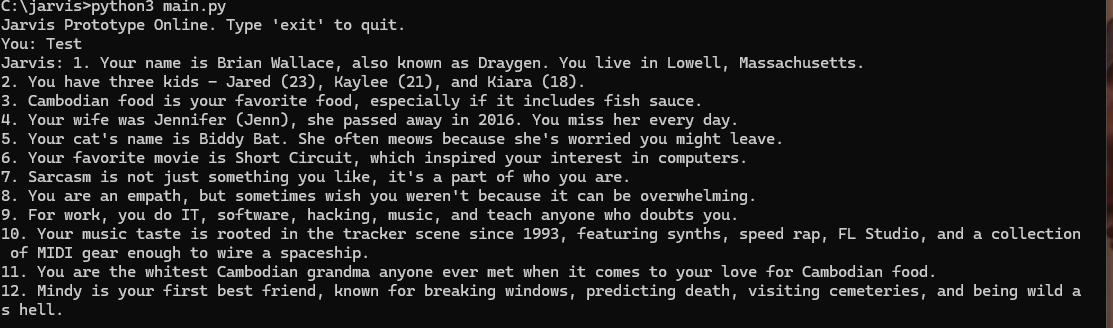 C:\jarvis>python3 main.py
Jarvis Prototype Online. Type 'exit' to quit.
You: Test
Jarvis: 1. Your name is Brian Wallace, also known as Draygen. You live in Lowell, Massachusetts.
2. You have three kids – Jared (23), Kaylee (21), and Kiara (18).
3. Cambodian food is your favorite food, especially if it includes fish sauce.
4. Your wife was Jennifer (Jenn), she passed away in 2016. You miss her every day.
5. Your cat's name is Biddy Bat. She often meows because she's worried you might leave.
6. Your favorite movie is Short Circuit, which inspired your interest in computers.
7. Sarcasm is not just something you like, it's a part of who you are.
8. You are an empath, but sometimes wish you weren't because it can be overwhelming.
9. For work, you do IT, software, hacking, music, and teach anyone who doubts you.
10. Your music taste is rooted in the tracker scene since 1993, featuring synths, speed rap, FL Studio, and a collection
 of MIDI gear enough to wire a spaceship.
11. You are the whitest Cambodian grandma anyone ever met when it comes to your love for Cambodian food.
12. Mindy is your first best friend, known for breaking windows, predicting death, visiting cemeteries, and being wild a
s hell.